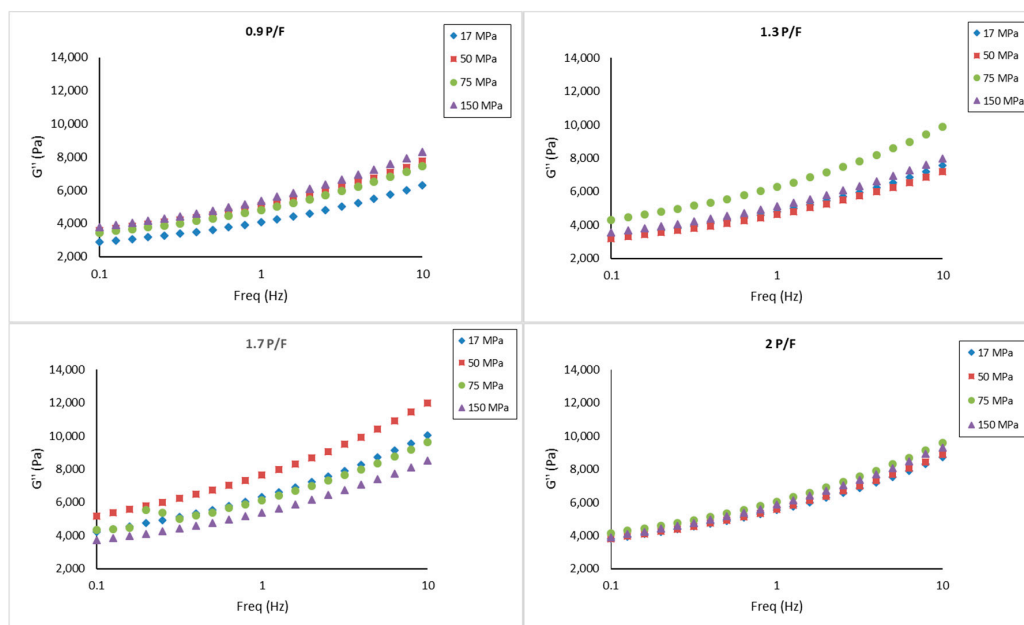 0.9 P/F
14,000
12,000
10,000
8,000
6,000
4,000
2,000
G'' (Pa)
0.1
1
10
Freq (Hz)
17 MPa
50 MPa
75 MPa
150 MPa
1.3 P/F
14,000
12,000
10,000
8,000
6,000
4,000
2,000
G'' (Pa)
0.1
1
10
Freq (Hz)
17 MPa
50 MPa
75 MPa
150 MPa
1.7 P/F
14,000
12,000
10,000
8,000
6,000
4,000
2,000
G'' (Pa)
0.1
1
10
Freq (Hz)
17 MPa
50 MPa
75 MPa
150 MPa
2 P/F
14,000
12,000
10,000
8,000
6,000
4,000
2,000
G'' (Pa)
0.1
1
10
Freq (Hz)
17 MPa
50 MPa
75 MPa
150 MPa